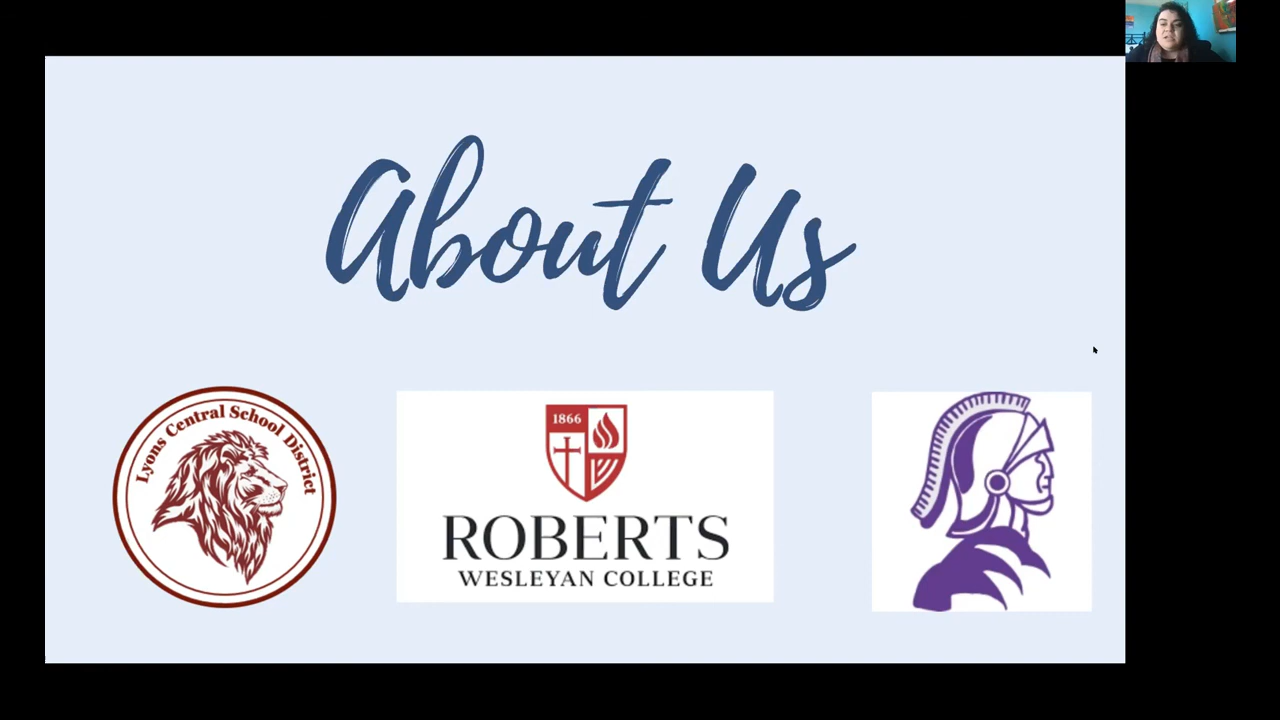 About Us
Lyons Central School District
1866
ROBERTS
WESLEYAN COLLEGE